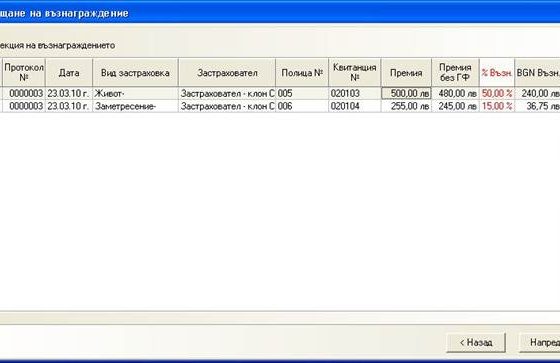 щане на възнаграждение
екция на възнаграждението
Протокол № Дата Вид застраховка Застраховател Полица № Квитанция № Премия Премия без ГФ % Възн. BGN Възн.
0000003 23.03.10 г. Живот- Застраховател - клон С 005 020103 500,00 лв 480,00 лв 50,00 % 240,00 лв
0000003 23.03.10 г. Заметресение- Застраховател - клон С 006 020104 255,00 лв 245,00 лв 15,00 % 36,75 лв
< Назад Напред